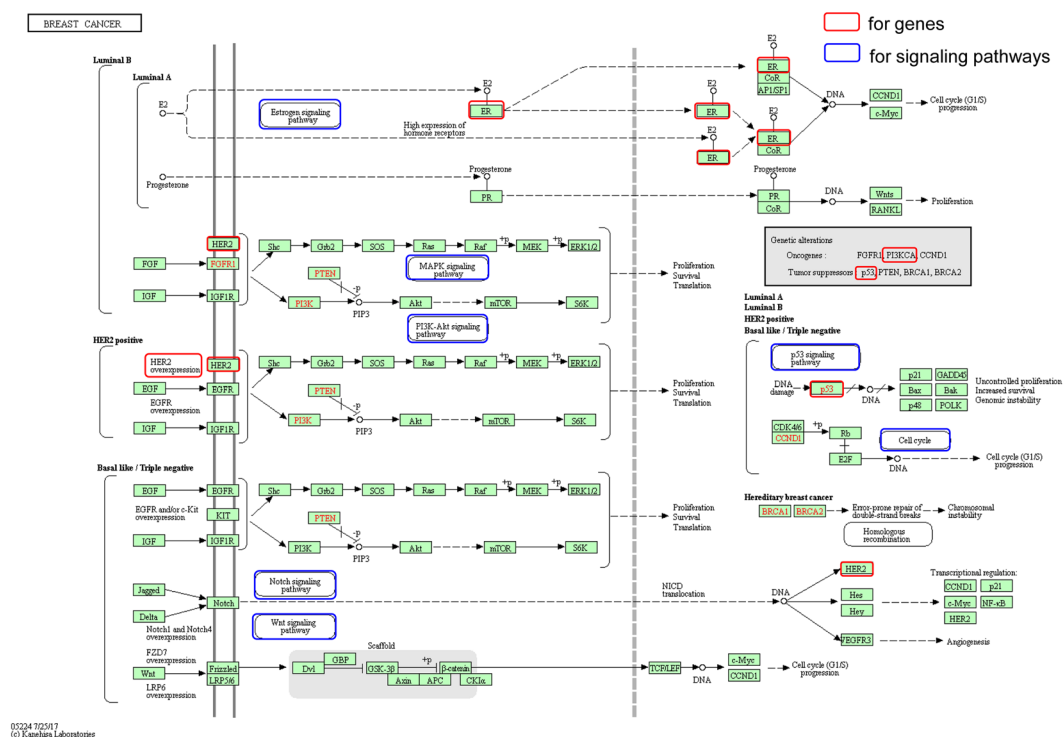 BREAST CANCER
for genes
for signaling pathways
Luminal B
Luminal A
E2
E2
E2
E2
E2
E2
Estrogen signaling
pathway
High expression of
hormone receptors
ER
ER
ER
ER
CoR
AP1/SP1
ER
CoR
DNA
CCND1
c-Myc
Cell cycle (G1/S)
progression
Progesterone
Progesterone
PR
Progesterone
PR
CoR
DNA
Wnts
RANKL
Proliferation
HER2
FGF
FGFR1
IGF
IGF1R
Shc
Grb2
SOS
Ras
Raf
+p
MEK
+p
ERK1/2
MAPK signaling
pathway
PTEN
-p
PI3K
PIP3
Akt
mTOR
S6K
PI3K-Akt signaling
pathway
Proliferation
Survival
Translation
Genetic alterations
Oncogenes : FGFR1, PI3KCA, CCND1
Tumor suppressors : p53, PTEN, BRCA1, BRCA2
HER2 positive
HER2
overexpression
HER2
EGF
EGFR
EGFR
overexpression
IGF
IGF1R
Shc
Grb2
SOS
Ras
Raf
+p
MEK
+p
ERK1/2
PTEN
-p
PI3K
PIP3
Akt
mTOR
S6K
Proliferation
Survival
Translation
Luminal A
Luminal B
HER2 positive
Basal like / Triple negative
p53 signaling
pathway
DNA
damage
p53
DNA
p21
GADD45
Bax
Bak
p48
POLK
Uncontrolled proliferation
Increased survival
Genomic instability
CDK4/6
CCND1
+p
Rb
E2F
Cell cycle
DNA
Cell cycle (G1/S)
progression
Basal like / Triple negative
EGF
EGFR
EGFR and/or c-Kit
overexpression
KIT
IGF
IGF1R
Shc
Grb2
SOS
Ras
Raf
+p
MEK
+p
ERK1/2
PTEN
-p
PI3K
PIP3
Akt
mTOR
S6K
Proliferation
Survival
Translation
Hereditary breast cancer
BRCA1
BRCA2
Error-prone repair of
double-strand breaks
Chromosomal
instability
Homologous
recombination
Jagged
Delta
Notch
Notch1 and Notch4
overexpression
Notch signaling
pathway
Wnt signaling
pathway
NICD
translocation
DNA
HER2
Hes
Hey
VEGFR3
Transcriptional regulation:
CCND1
p21
c-Myc
NF-κB
HER2
Angiogenesis
FZD7
overexpression
Wnt
LRP6
overexpression
Frizzled
LRP5/6
Scaffold
Dvl
GBP
GSK-3β
+p
β-catenin
Axin
APC
CKIα
TCF/LEF
DNA
c-Myc
CCND1
Cell cycle (G1/S)
progression
05224 7/25/17
(c) Kanehisa Laboratories